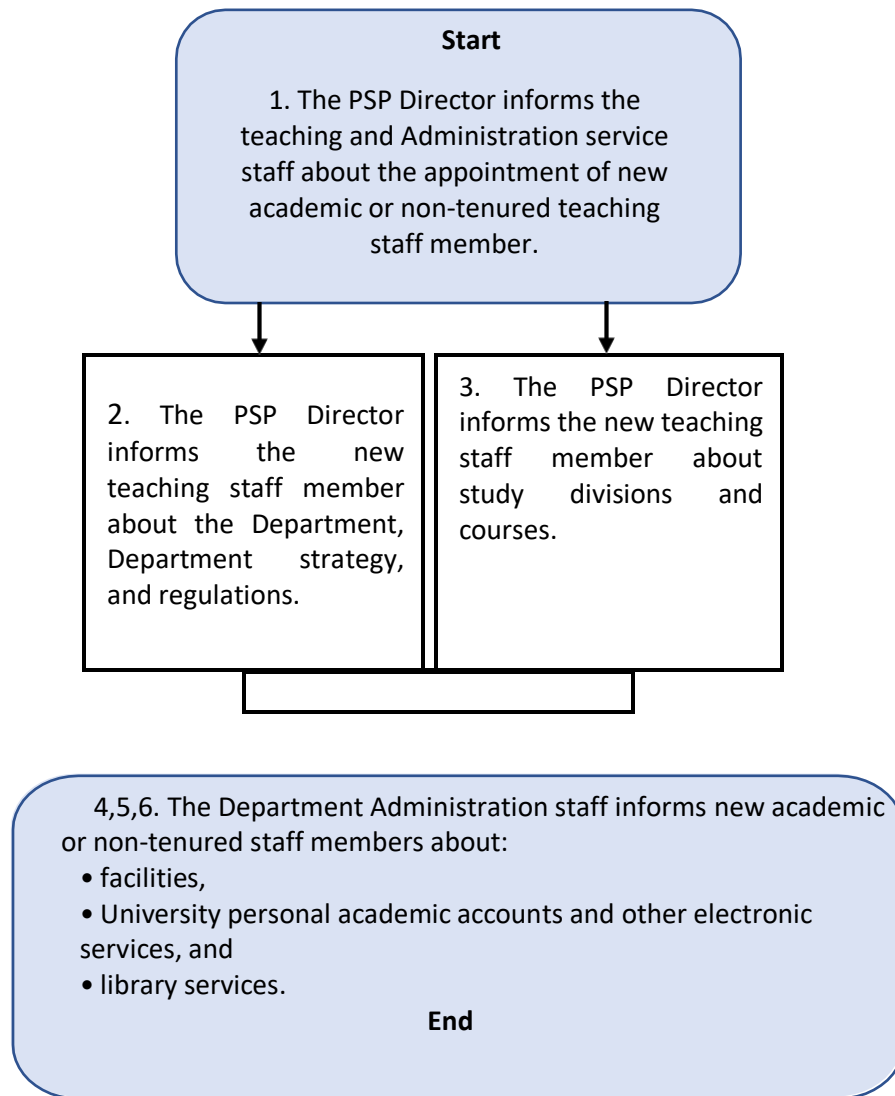 Start
1. The PSP Director informs the
teaching and Administration service
staff about the appointment of new
academic or non-tenured teaching
staff member.
2. The PSP Director
informs the new
teaching staff member
about the Department,
Department strategy,
and regulations.
3. The PSP Director
informs the new teaching
staff member about
study divisions and
courses.
4,5,6. The Department Administration staff informs new academic
or non-tenured staff members about:
• facilities,
• University personal academic accounts and other electronic
services, and
• library services.
End